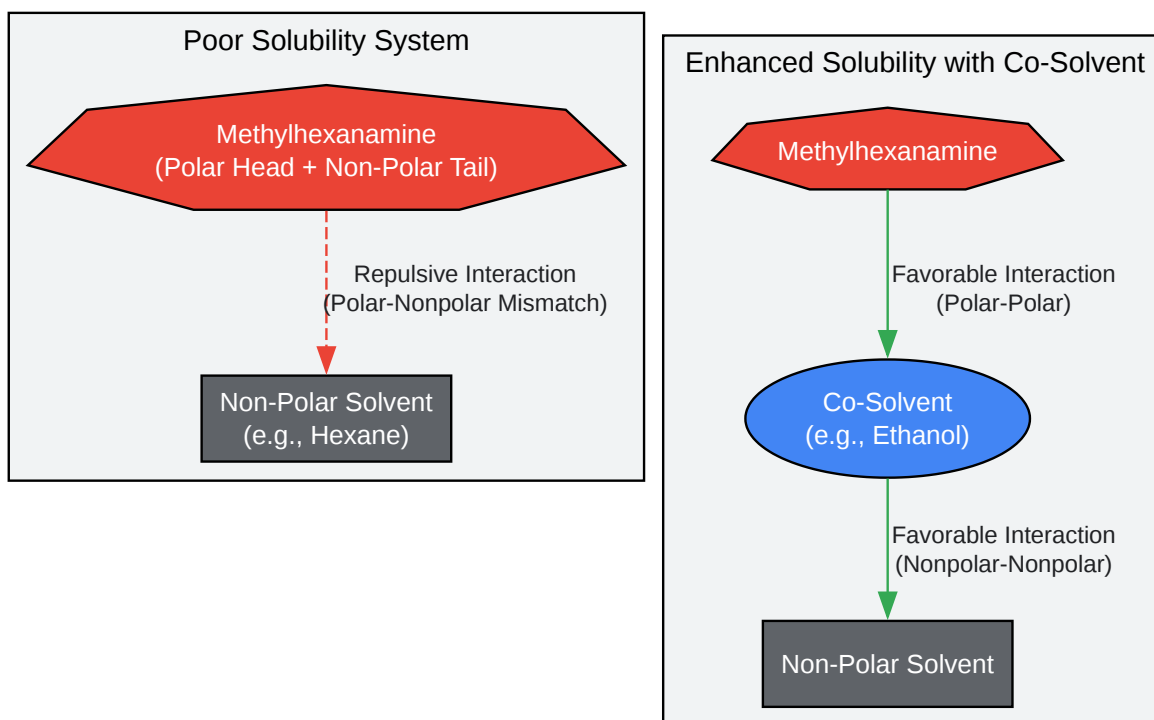 Poor Solubility System
Methylhexanamine
(Polar Head + Non-Polar Tail)
Repulsive Interaction
(Polar-Nonpolar Mismatch)
Non-Polar Solvent
(e.g., Hexane)
Enhanced Solubility with Co-Solvent
Methylhexanamine
Favorable Interaction
(Polar-Polar)
Co-Solvent
(e.g., Ethanol)
Favorable Interaction
(Nonpolar-Nonpolar)
Non-Polar Solvent